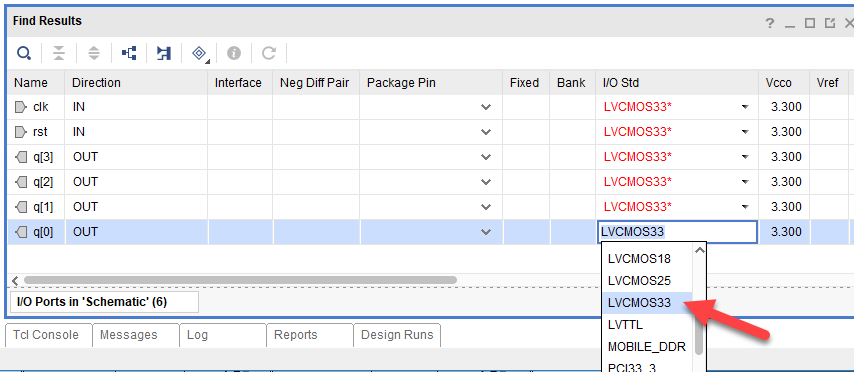 Find Results
?
Name Direction Interface Neg Diff Pair Package Pin Fixed Bank I/O Std Vcco Vref
clk IN LVCMOS33* 3.300
rst IN LVCMOS33* 3.300
q[3] OUT LVCMOS33* 3.300
q[2] OUT LVCMOS33* 3.300
q[1] OUT LVCMOS33* 3.300
q[0] OUT LVCMOS33 3.300
LVCMOS18
LVCMOS25
LVCMOS33
LVTTL
MOBILE_DDR
PCI33_3
I/O Ports in 'Schematic' (6)
Tcl Console Messages Log Reports Design Runs